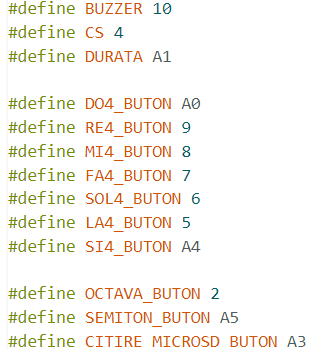 #define BUZZER 10
#define CS 4
#define DURATA A1
#define DO4_BUTON A0
#define RE4_BUTON 9
#define MI4_BUTON 8
#define FA4_BUTON 7
#define SOL4_BUTON 6
#define LA4_BUTON 5
#define SI4_BUTON A4
#define OCTAVA_BUTON 2
#define SEMITON_BUTON A5
#define CITIRE_MICROSD_BUTON A3